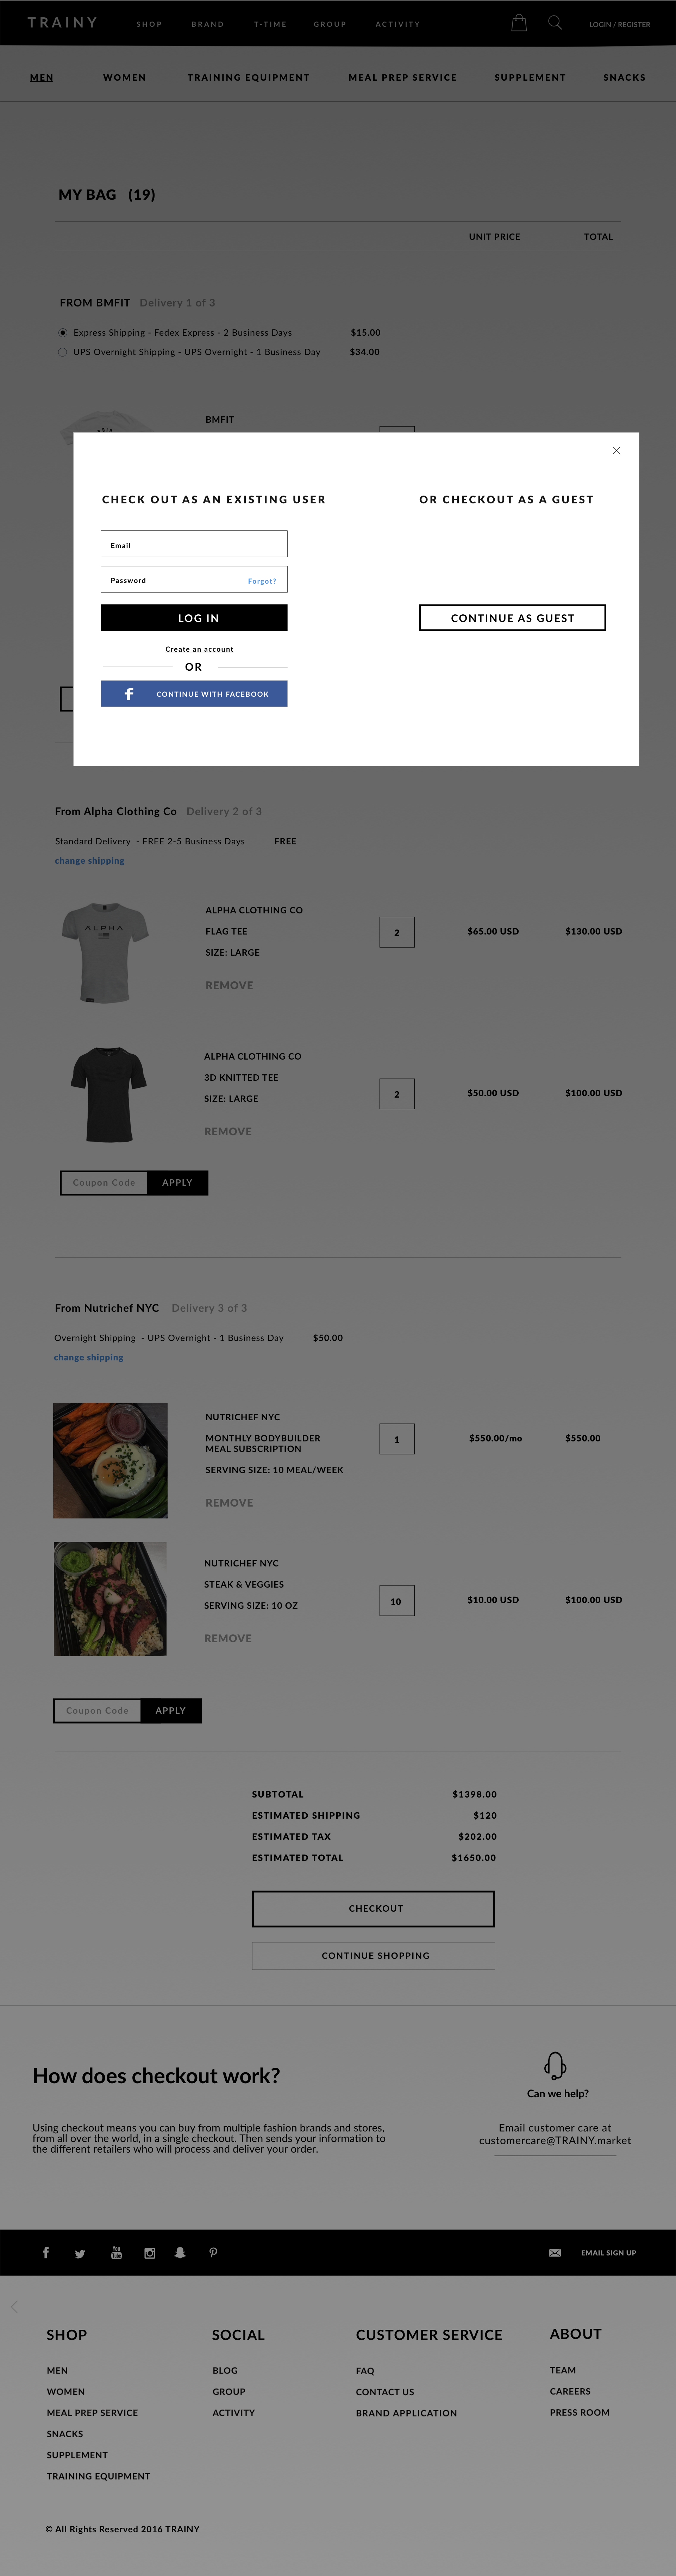 TRAINY
SHOP BRAND T-TIME GROUP ACTIVITY LOGIN / REGISTER
MEN WOMEN TRAINING EQUIPMENT MEAL PREP SERVICE SUPPLEMENT SNACKS
MY BAG (19)
UNIT PRICE TOTAL
FROM BMFIT Delivery 1 of 3
Express Shipping - Fedex Express - 2 Business Days $15.00
UPS Overnight Shipping - UPS Overnight - 1 Business Day $34.00
BMFIT
CHECK OUT AS AN EXISTING USER
Email
Password Forgot?
LOG IN
Create an account
OR
f CONTINUE WITH FACEBOOK
OR CHECKOUT AS A GUEST
CONTINUE AS GUEST
From Alpha Clothing Co Delivery 2 of 3
Standard Delivery - FREE 2-5 Business Days FREE
change shipping
ALPHA
ALPHA CLOTHING CO
FLAG TEE
SIZE: LARGE
REMOVE
2 $65.00 USD $130.00 USD
ALPHA CLOTHING CO
3D KNITTED TEE
SIZE: LARGE
REMOVE
2 $50.00 USD $100.00 USD
Coupon Code APPLY
From Nutrichef NYC Delivery 3 of 3
Overnight Shipping - UPS Overnight - 1 Business Day $50.00
change shipping
NUTRICHEF NYC
MONTHLY BODYBUILDER
MEAL SUBSCRIPTION
SERVING SIZE: 10 MEAL/WEEK
REMOVE
1 $550.00/mo $550.00
NUTRICHEF NYC
STEAK & VEGGIES
SERVING SIZE: 10 OZ
REMOVE
10 $10.00 USD $100.00 USD
Coupon Code APPLY
SUBTOTAL $1398.00
ESTIMATED SHIPPING $120
ESTIMATED TAX $202.00
ESTIMATED TOTAL $1650.00
CHECKOUT
CONTINUE SHOPPING
How does checkout work?
Using checkout means you can buy from multiple fashion brands and stores,
from all over the world, in a single checkout. Then sends your information to
the different retailers who will process and deliver your order.
Can we help?
Email customer care at
customercare@TRAINY.market
You
Tube
EMAIL SIGN UP
SHOP
MEN
WOMEN
MEAL PREP SERVICE
SNACKS
SUPPLEMENT
TRAINING EQUIPMENT
SOCIAL
BLOG
GROUP
ACTIVITY
CUSTOMER SERVICE
FAQ
CONTACT US
BRAND APPLICATION
ABOUT
TEAM
CAREERS
PRESS ROOM
© All Rights Reserved 2016 TRAINY